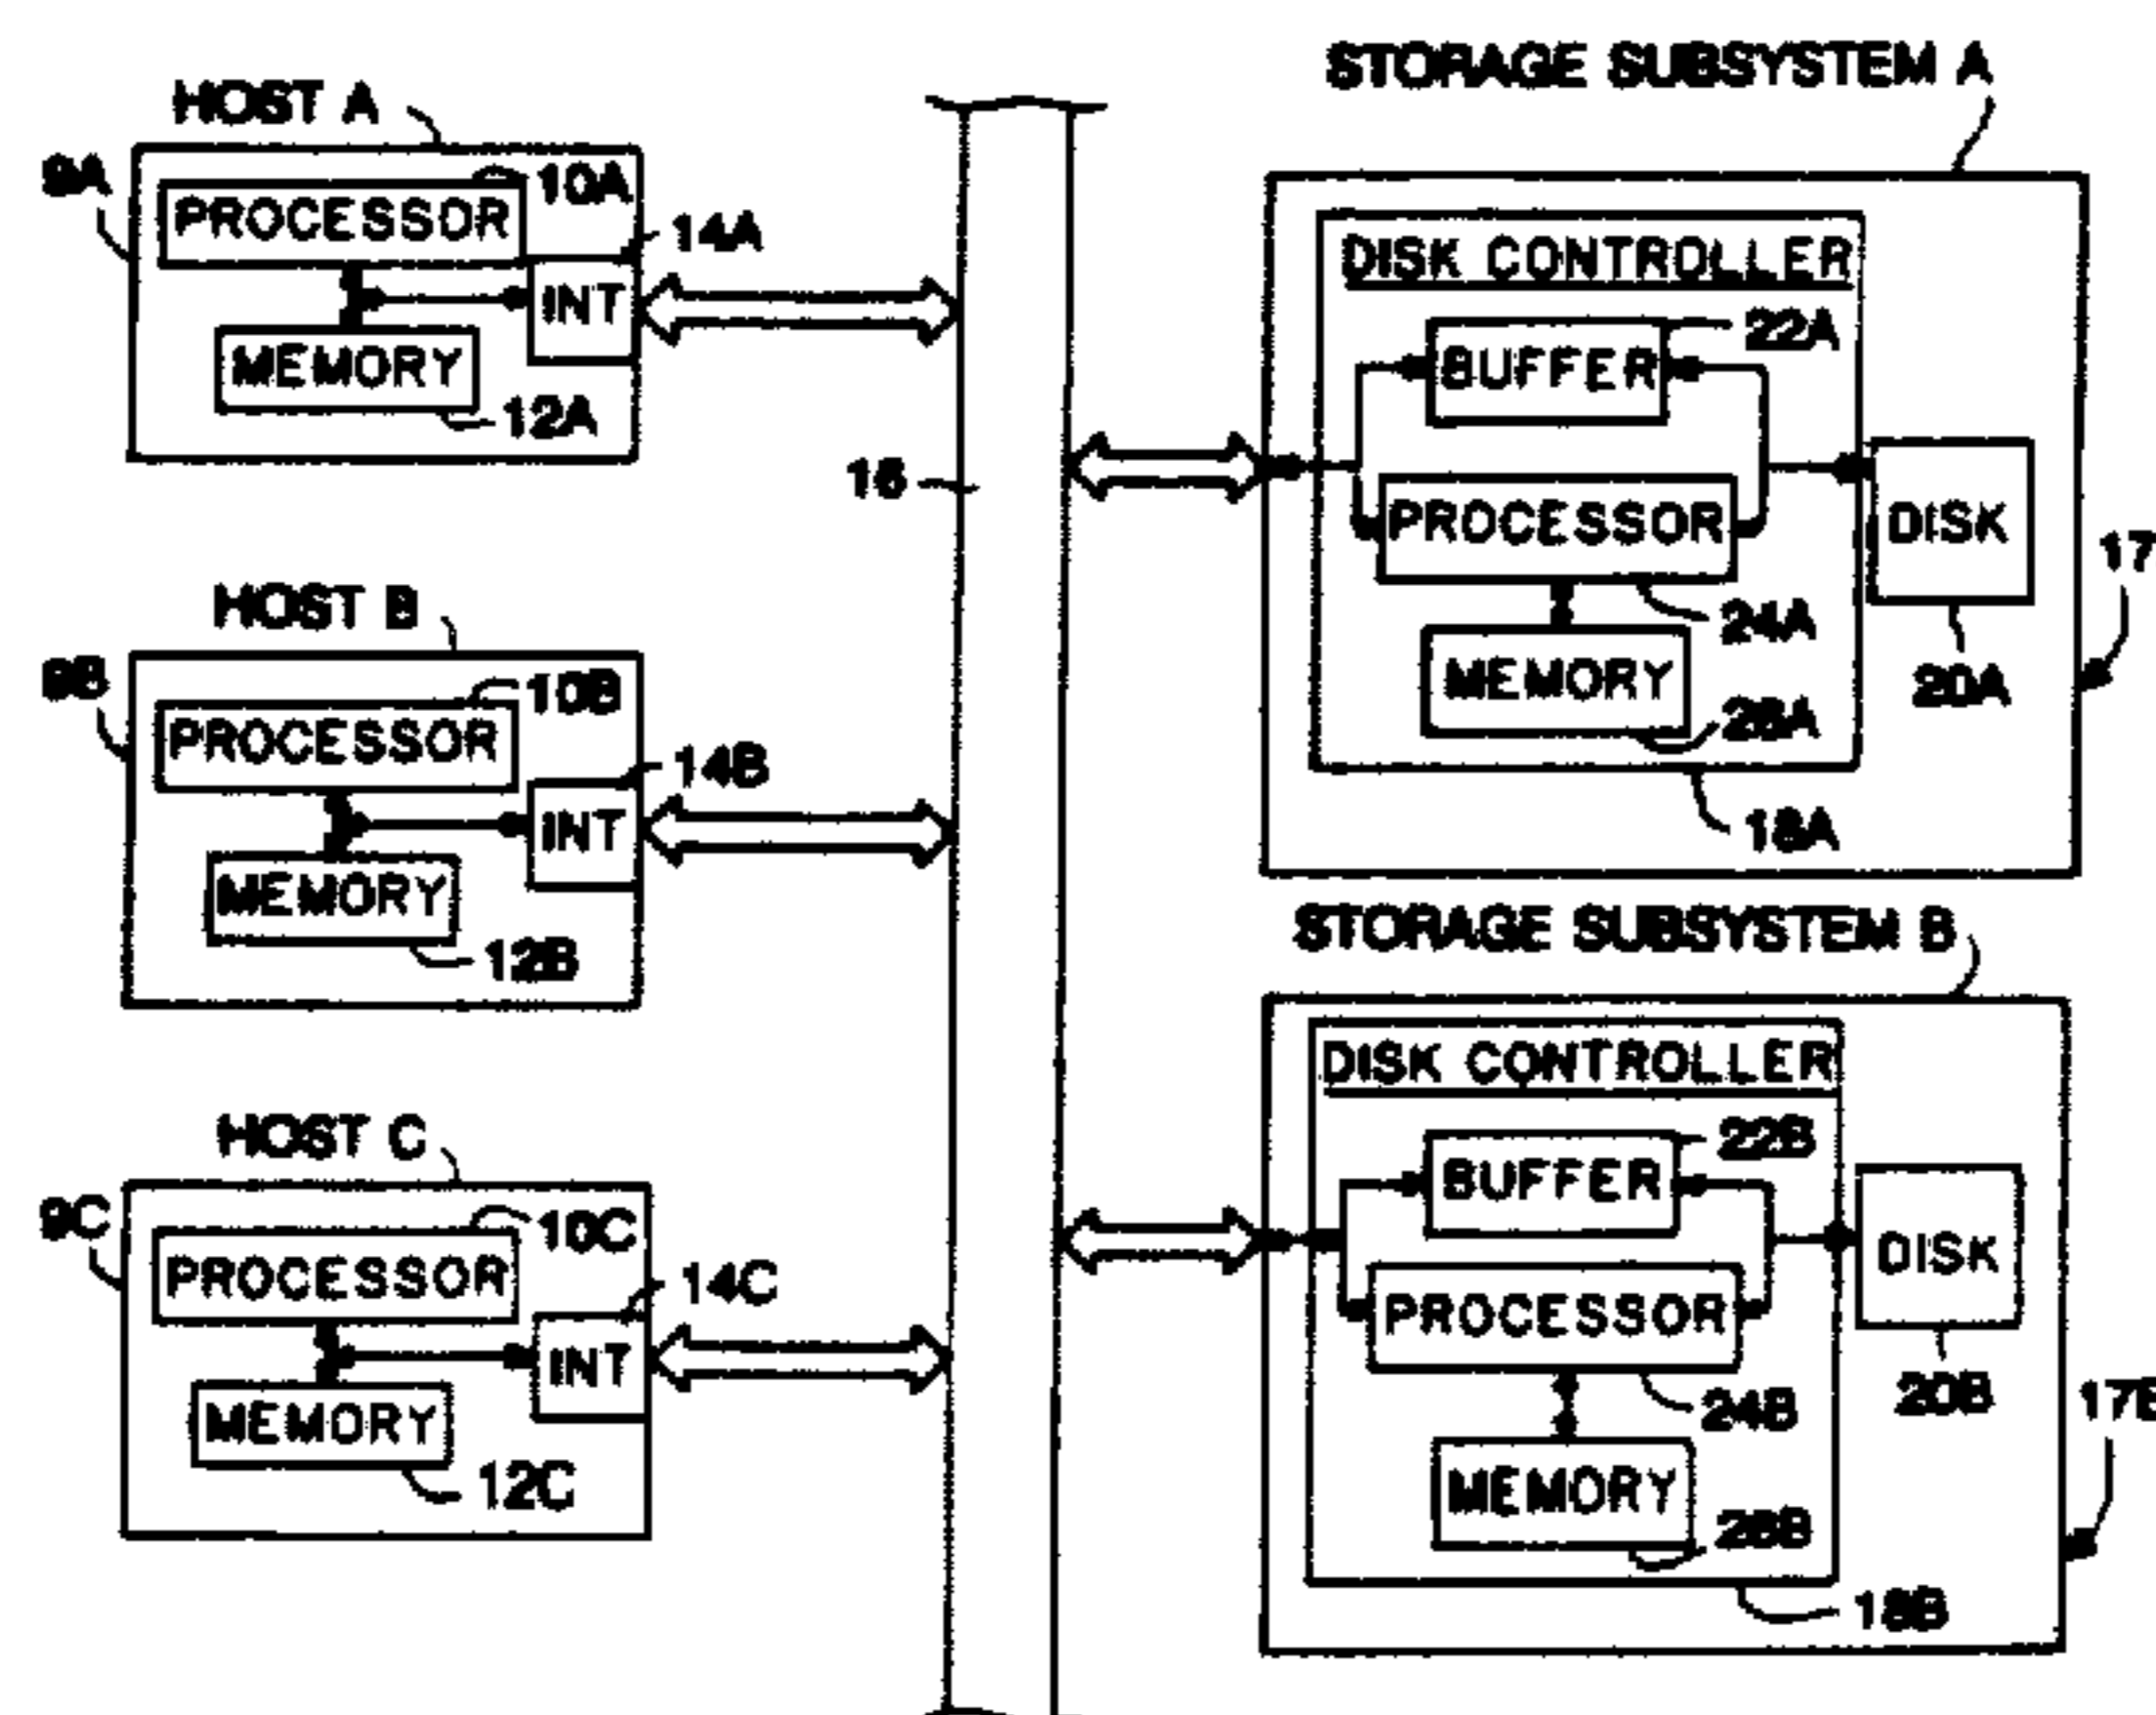 HOST A
9A
PROCESSOR
10A
14A
INT
MEMORY
12A
HOST B
9B
PROCESSOR
10B
14B
INT
MEMORY
12B
HOST C
9C
PROCESSOR
10C
14C
INT
MEMORY
12C
16
STORAGE SUBSYSTEM A
DISK CONTROLLER
22A
BUFFER
PROCESSOR
DISK
17
24A
MEMORY
20A
26A
18A
STORAGE SUBSYSTEM B
DISK CONTROLLER
22B
BUFFER
DISK
PROCESSOR
24B
20B
17B
MEMORY
26B
18B